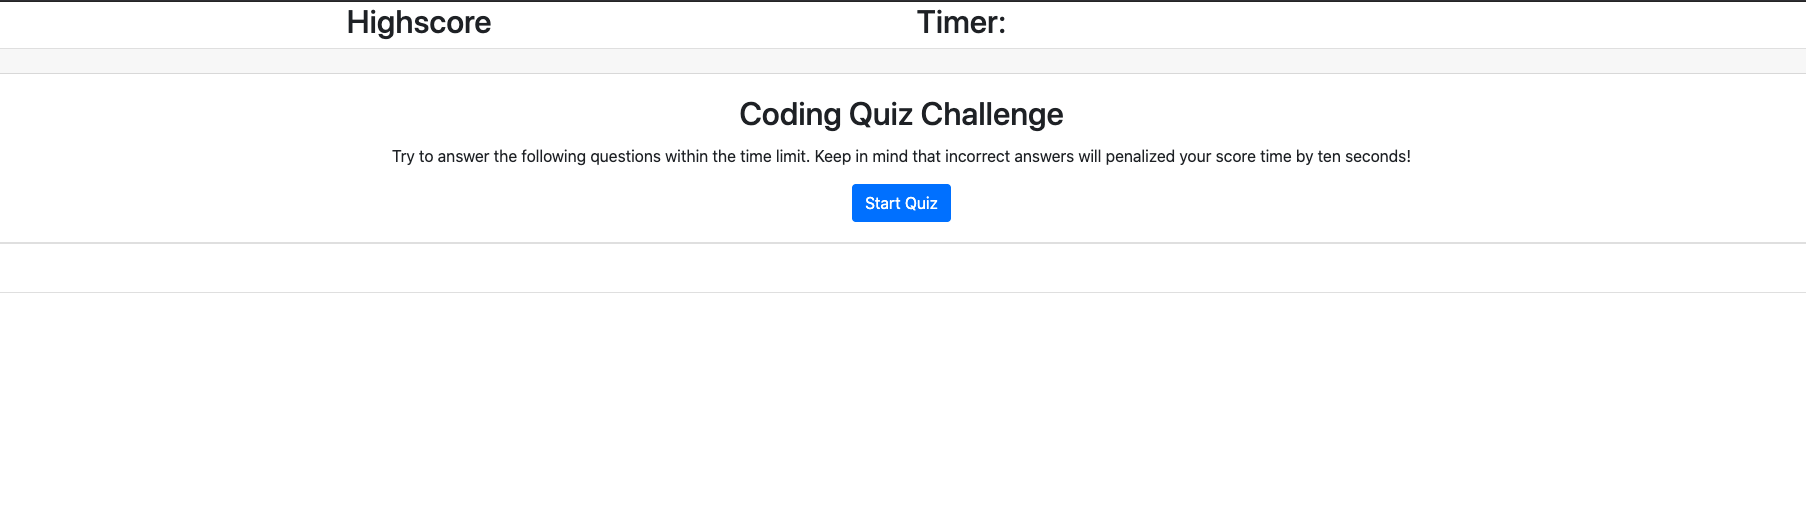 Highscore Timer:
Coding Quiz Challenge
Try to answer the following questions within the time limit. Keep in mind that incorrect answers will penalized your score time by ten seconds!
Start Quiz